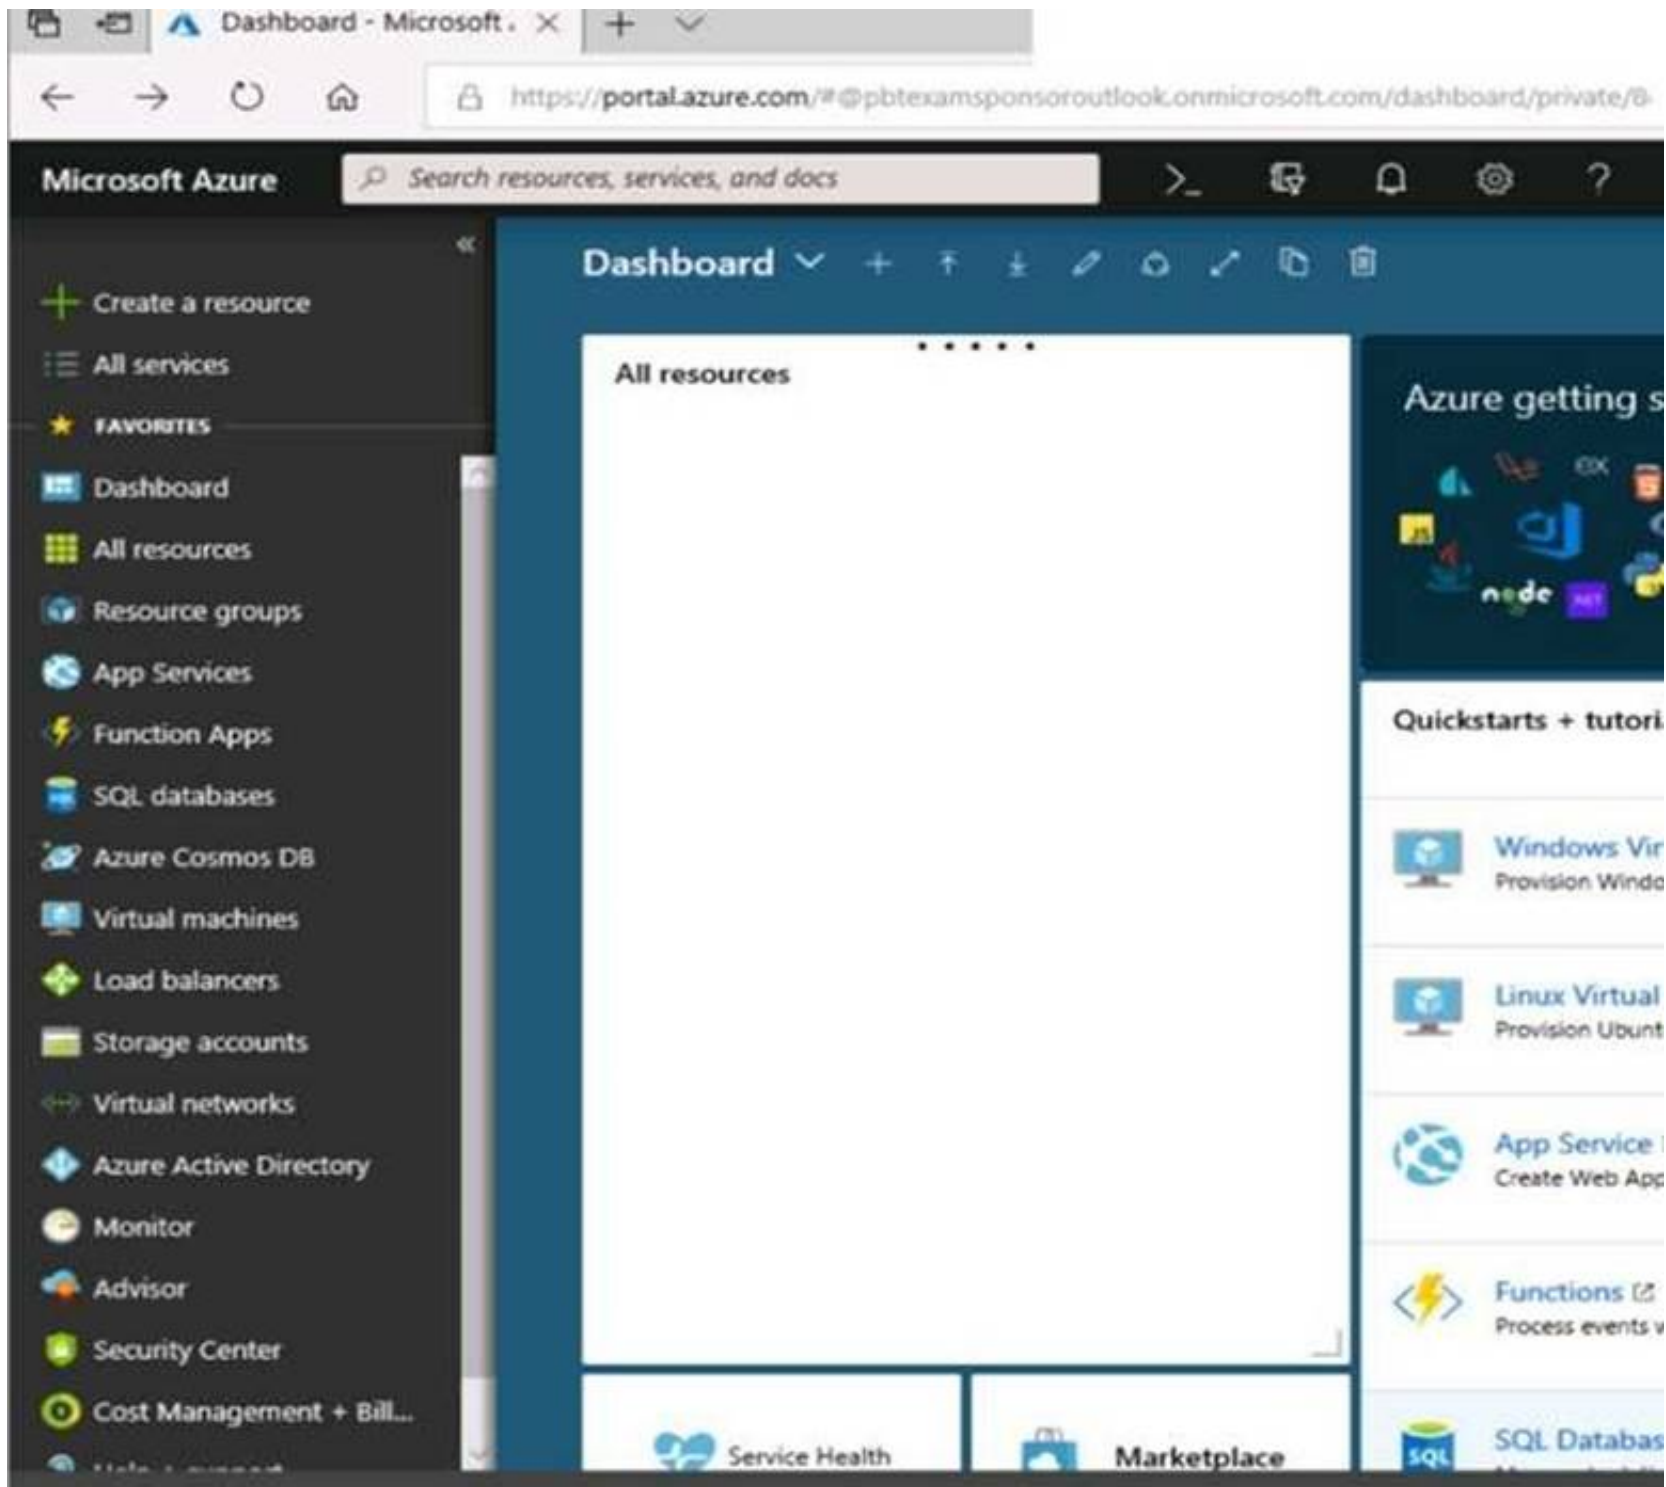 Dashboard - Microsoft .
https://portal.azure.com/#@pbtexamsponsoroutlook.onmicrosoft.com/dashboard/private/8-
Microsoft Azure
Search resources, services, and docs
Dashboard
Create a resource
All services
FAVORITES
Dashboard
All resources
Resource groups
App Services
Function Apps
SQL databases
Azure Cosmos DB
Virtual machines
Load balancers
Storage accounts
Virtual networks
Azure Active Directory
Monitor
Advisor
Security Center
Cost Management + Bill...
All resources
Service Health
Marketplace
Azure getting s
JS
node
.NET
Quickstarts + tutori
Windows Vir
Provision Windo
Linux Virtual
Provision Ubunt
App Service
Create Web App
Functions
Process events v
SQL Databas
SQL